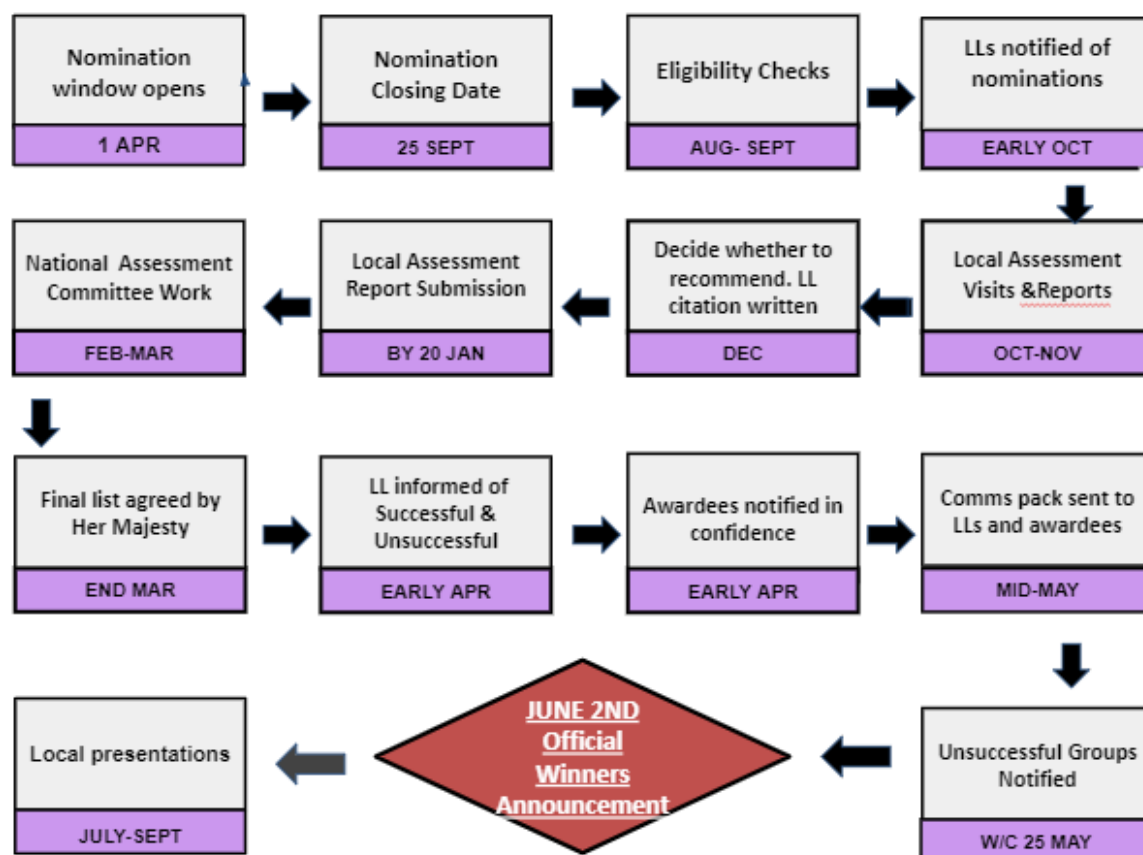 Nomination
window opens
1 APR
Nomination
Closing Date
25 SEPT
Eligibility Checks
AUG- SEPT
LLs notified of
nominations
EARLY OCT
Local Assessment
Visits &Reports
OCT-NOV
Decide whether to
recommend. LL
citation written
DEC
Local Assessment
Report Submission
BY 20 JAN
National Assessment
Committee Work
FEB-MAR
Final list agreed by
Her Majesty
END MAR
LL informed of
Successful &
Unsuccessful
EARLY APR
Awardees notified in
confidence
EARLY APR
Comms pack sent to
LLs and awardees
MID-MAY
Unsuccessful Groups
Notified
W/C 25 MAY
JUNE 2ND
Official
Winners
Announcement
Local presentations
JULY-SEPT